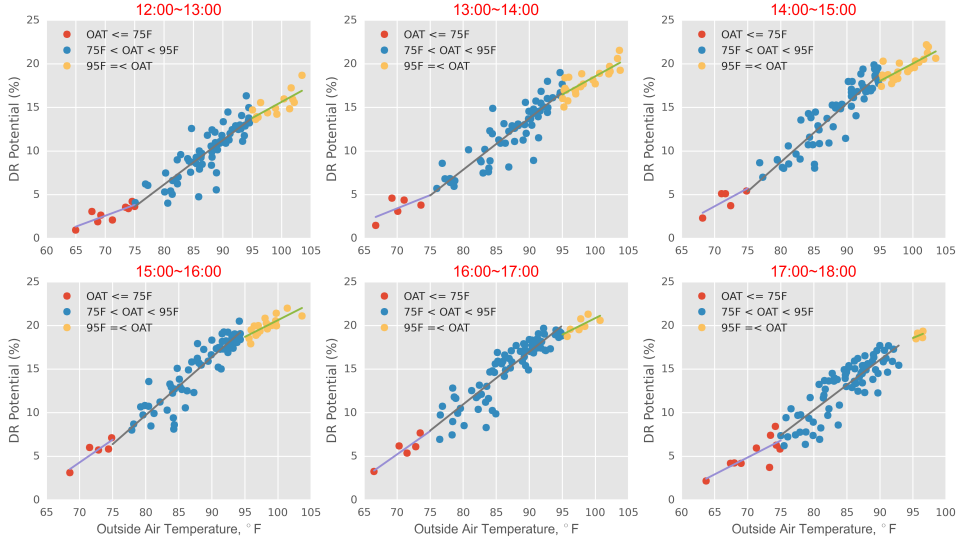 12:00~13:00
25
20
15
10
5
0
DR Potential (%)
OAT <= 75F
75F < OAT < 95F
95F =< OAT
60 65 70 75 80 85 90 95 100 105
13:00~14:00
25
20
15
10
5
0
DR Potential (%)
OAT <= 75F
75F < OAT < 95F
95F =< OAT
65 70 75 80 85 90 95 100 105
14:00~15:00
25
20
15
10
5
0
DR Potential (%)
OAT <= 75F
75F < OAT < 95F
95F =< OAT
65 70 75 80 85 90 95 100 105
15:00~16:00
25
20
15
10
5
0
DR Potential (%)
OAT <= 75F
75F < OAT < 95F
95F =< OAT
65 70 75 80 85 90 95 100 105
Outside Air Temperature, °F
16:00~17:00
25
20
15
10
5
0
DR Potential (%)
OAT <= 75F
75F < OAT < 95F
95F =< OAT
65 70 75 80 85 90 95 100 105
Outside Air Temperature, °F
17:00~18:00
25
20
15
10
5
0
DR Potential (%)
OAT <= 75F
75F < OAT < 95F
95F =< OAT
60 65 70 75 80 85 90 95 100 105
Outside Air Temperature, °F